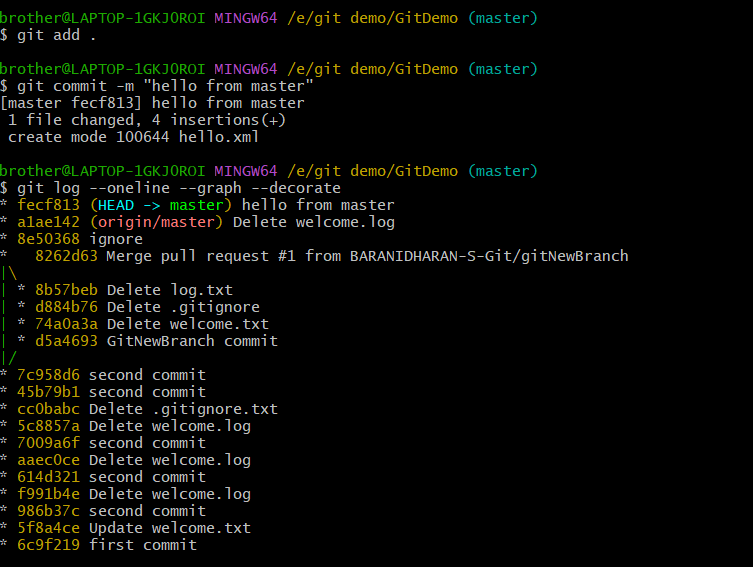 brother@LAPTOP-1GKJ0ROI MINGW64 /e/git demo/GitDemo (master)
$ git add .
brother@LAPTOP-1GKJ0ROI MINGW64 /e/git demo/GitDemo (master)
$ git commit -m "hello from master"
[master fecf813] hello from master
 1 file changed, 4 insertions(+)
 create mode 100644 hello.xml
brother@LAPTOP-1GKJ0ROI MINGW64 /e/git demo/GitDemo (master)
$ git log --oneline --graph --decorate
* fecf813 (HEAD -> master) hello from master
* a1ae142 (origin/master) Delete welcome.log
* 8e50368 ignore
*   8262d63 Merge pull request #1 from BARANIDHARAN-S-Git/gitNewBranch
|\
| * 8b57beb Delete log.txt
| * d884b76 Delete .gitignore
| * 74a0a3a Delete welcome.txt
| * d5a4693 GitNewBranch commit
|/
* 7c958d6 second commit
* 45b79b1 second commit
* cc0babc Delete .gitignore.txt
* 5c8857a Delete welcome.log
* 7009a6f second commit
* aaec0ce Delete welcome.log
* 614d321 second commit
* f991b4e Delete welcome.log
* 986b37c second commit
* 5f8a4ce Update welcome.txt
* 6c9f219 first commit